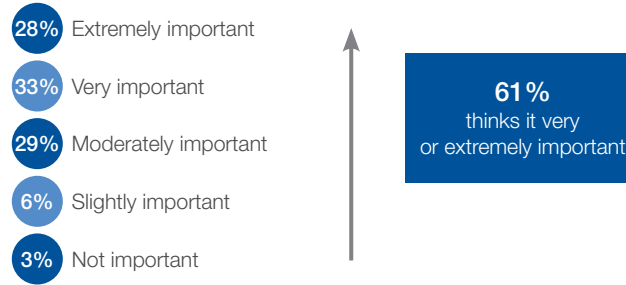 28% Extremely important
33% Very important
29% Moderately important
6% Slightly important
3% Not important
61%
thinks it very
or extremely important